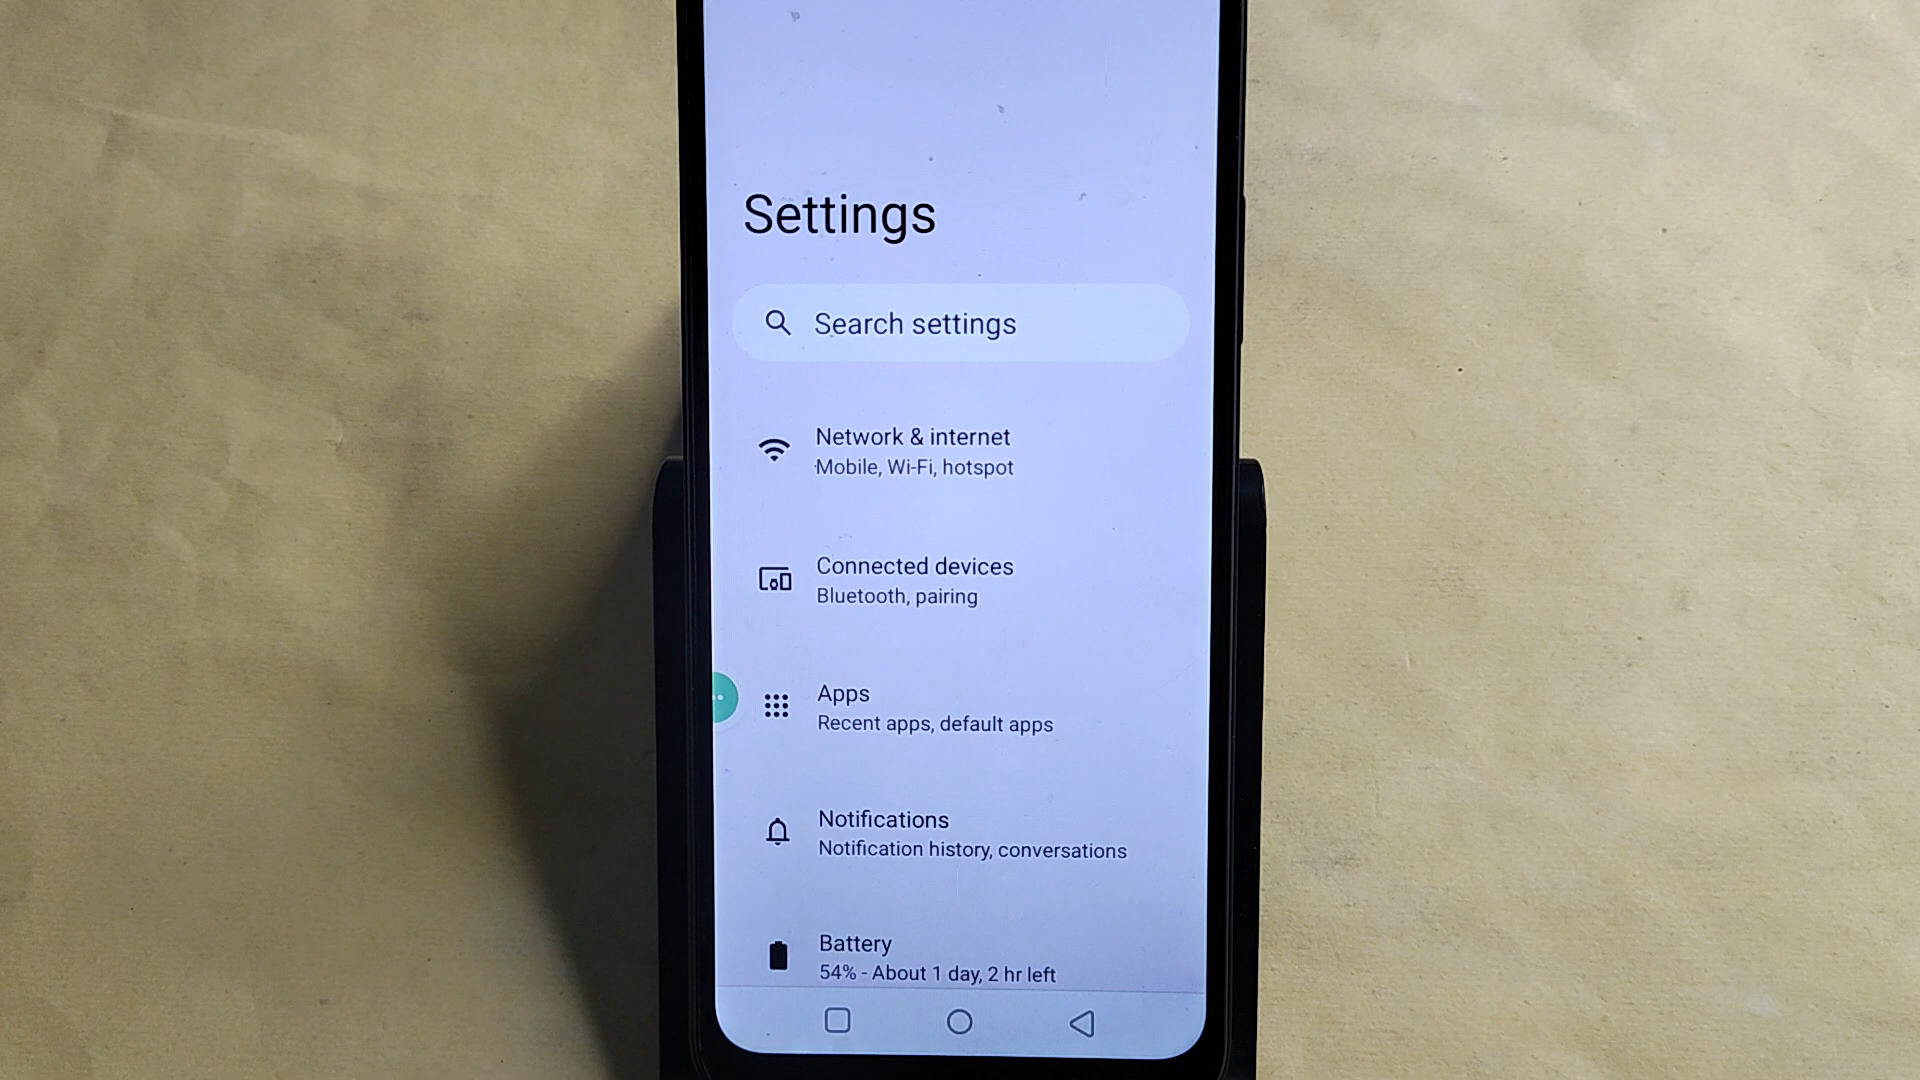 Settings
Search settings
Network & internet
Mobile, Wi-Fi, hotspot
Connected devices
Bluetooth, pairing
Apps
Recent apps, default apps
Notifications
Notification history, conversations
Battery
54% - About 1 day, 2 hr left